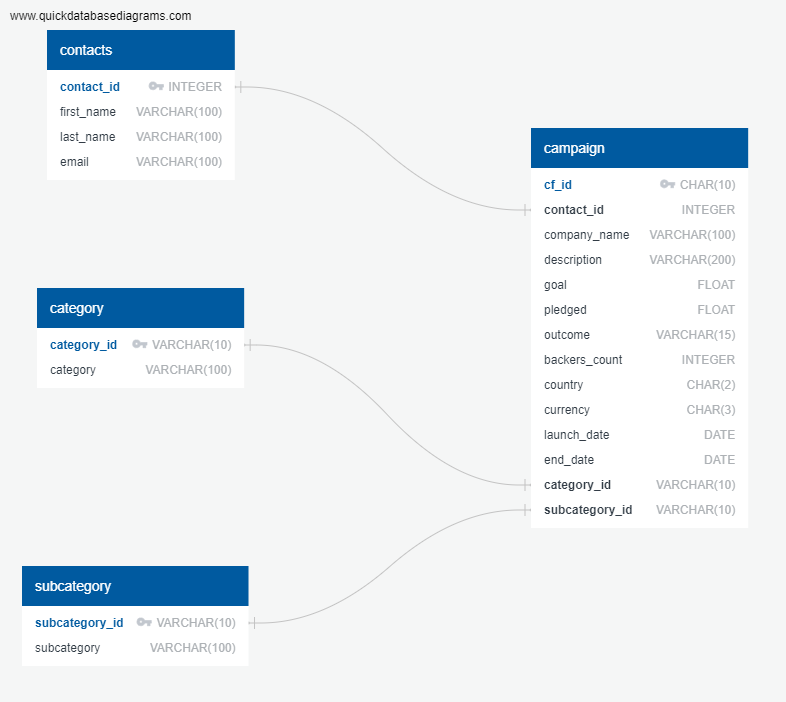 www.quickdatabasediagrams.com
contacts
contact_id INTEGER
first_name VARCHAR(100)
last_name VARCHAR(100)
email VARCHAR(100)
campaign
cf_id CHAR(10)
contact_id INTEGER
company_name VARCHAR(100)
description VARCHAR(200)
goal FLOAT
pledged FLOAT
outcome VARCHAR(15)
backers_count INTEGER
country CHAR(2)
currency CHAR(3)
launch_date DATE
end_date DATE
category_id VARCHAR(10)
subcategory_id VARCHAR(10)
category
category_id VARCHAR(10)
category VARCHAR(100)
subcategory
subcategory_id VARCHAR(10)
subcategory VARCHAR(100)